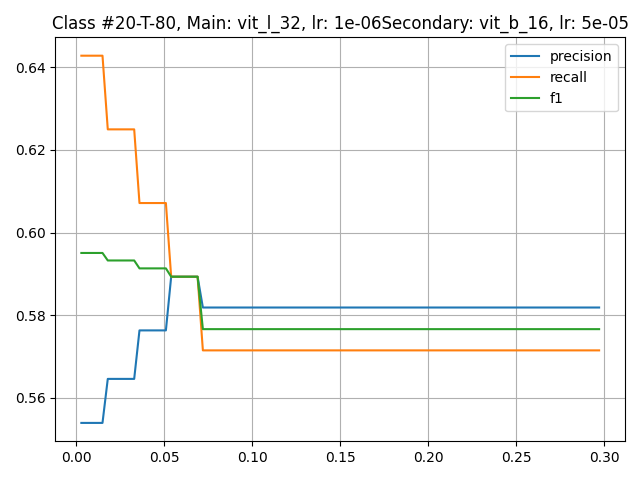 Class #20-T-80, Main: vit_l_32, lr: 1e-06Secondary: vit_b_16, lr: 5e-05
precision
recall
f1
0.64
0.62
0.60
0.58
0.56
0.00 0.05 0.10 0.15 0.20 0.25 0.30